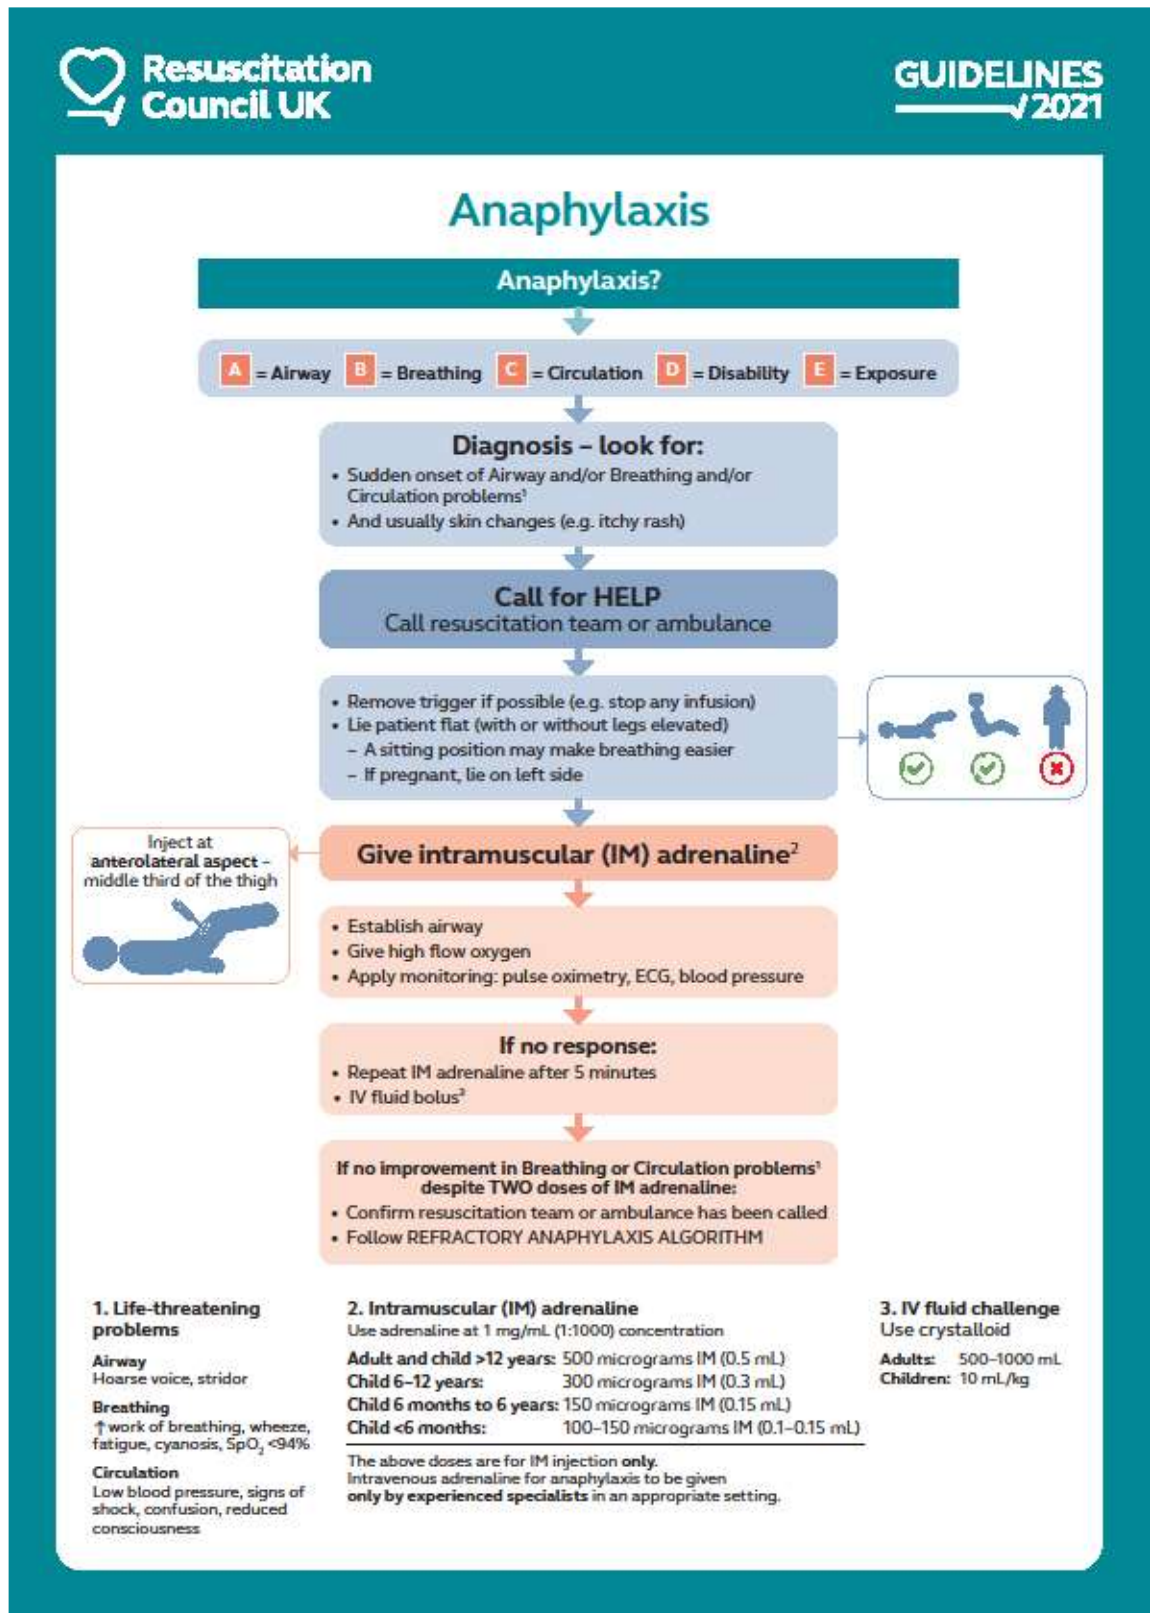 Resuscitation
Council UK
GUIDELINES
2021
Anaphylaxis
Anaphylaxis?
A = Airway B = Breathing C = Circulation D = Disability E = Exposure
Diagnosis – look for:
• Sudden onset of Airway and/or Breathing and/or
Circulation problems¹
• And usually skin changes (e.g. itchy rash)
Call for HELP
Call resuscitation team or ambulance
• Remove trigger if possible (e.g. stop any infusion)
• Lie patient flat (with or without legs elevated)
– A sitting position may make breathing easier
– If pregnant, lie on left side
Inject at
anterolateral aspect –
middle third of the thigh
Give intramuscular (IM) adrenaline²
• Establish airway
• Give high flow oxygen
• Apply monitoring: pulse oximetry, ECG, blood pressure
If no response:
• Repeat IM adrenaline after 5 minutes
• IV fluid bolus³
If no improvement in Breathing or Circulation problems¹
despite TWO doses of IM adrenaline:
• Confirm resuscitation team or ambulance has been called
• Follow REFRACTORY ANAPHYLAXIS ALGORITHM
1. Life-threatening
problems
Airway
Hoarse voice, stridor
Breathing
↑work of breathing, wheeze,
fatigue, cyanosis, SpO₂ <94%
Circulation
Low blood pressure, signs of
shock, confusion, reduced
consciousness
2. Intramuscular (IM) adrenaline
Use adrenaline at 1 mg/mL (1:1000) concentration
Adult and child >12 years: 500 micrograms IM (0.5 mL)
Child 6–12 years: 300 micrograms IM (0.3 mL)
Child 6 months to 6 years: 150 micrograms IM (0.15 mL)
Child <6 months: 100–150 micrograms IM (0.1–0.15 mL)
The above doses are for IM injection only.
Intravenous adrenaline for anaphylaxis to be given
only by experienced specialists in an appropriate setting.
3. IV fluid challenge
Use crystalloid
Adults: 500–1000 mL
Children: 10 mL/kg